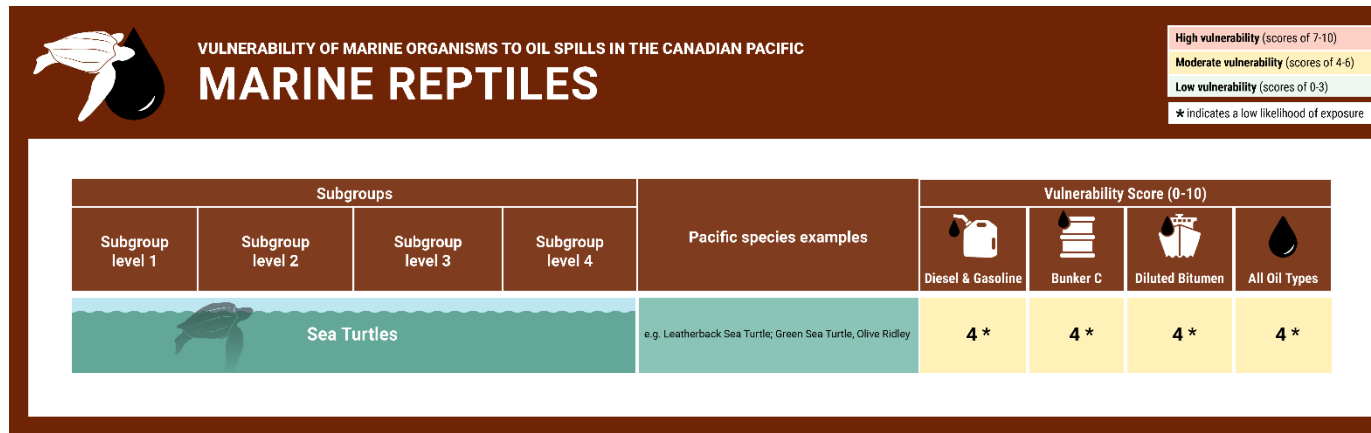 VULNERABILITY OF MARINE ORGANISMS TO OIL SPILLS IN THE CANADIAN PACIFIC
MARINE REPTILES
High vulnerability (scores of 7-10)
Moderate vulnerability (scores of 4-6)
Low vulnerability (scores of 0-3)
* indicates a low likelihood of exposure
Subgroups
Vulnerability Score (0-10)
Subgroup
level 1
Subgroup
level 2
Subgroup
level 3
Subgroup
level 4
Pacific species examples
Diesel & Gasoline
Bunker C
Diluted Bitumen
All Oil Types
Sea Turtles
e.g. Leatherback Sea Turtle; Green Sea Turtle, Olive Ridley
4 *
4 *
4 *
4 *